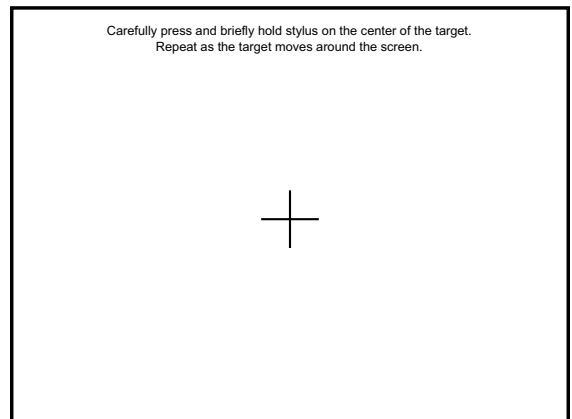 Carefully press and briefly hold stylus on the center of the target.
Repeat as the target moves around the screen.